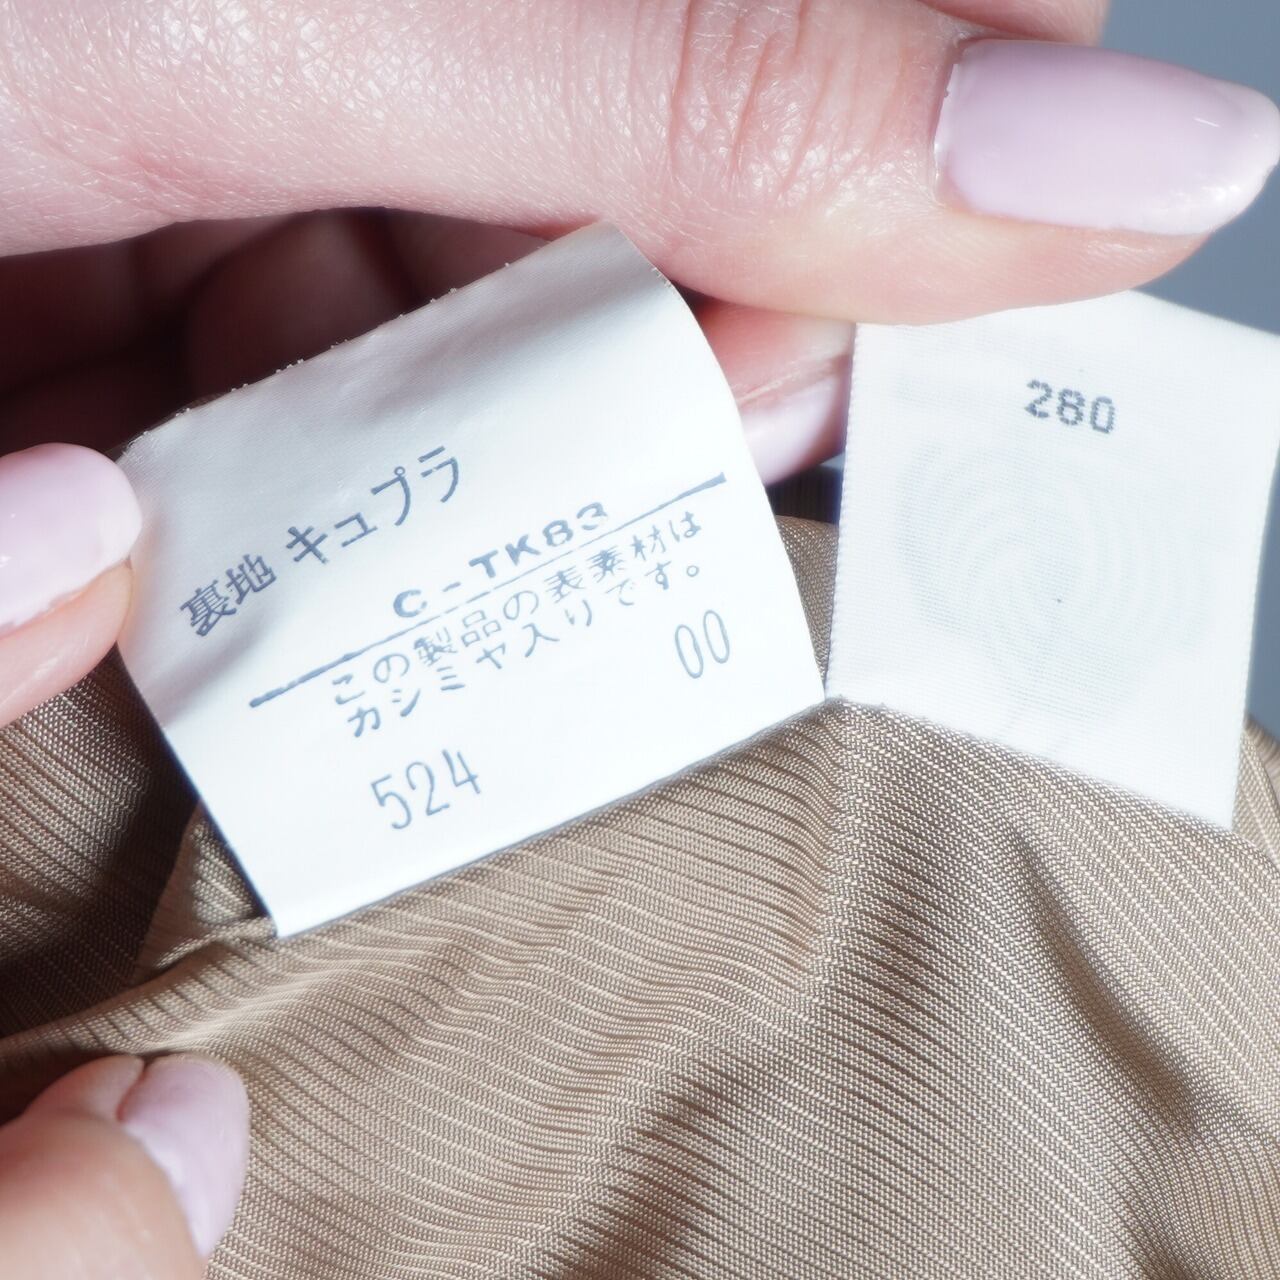 裏地 キュプラ
C-TK83
この製品の表素材は
カシミヤ入りです。
00
524
280